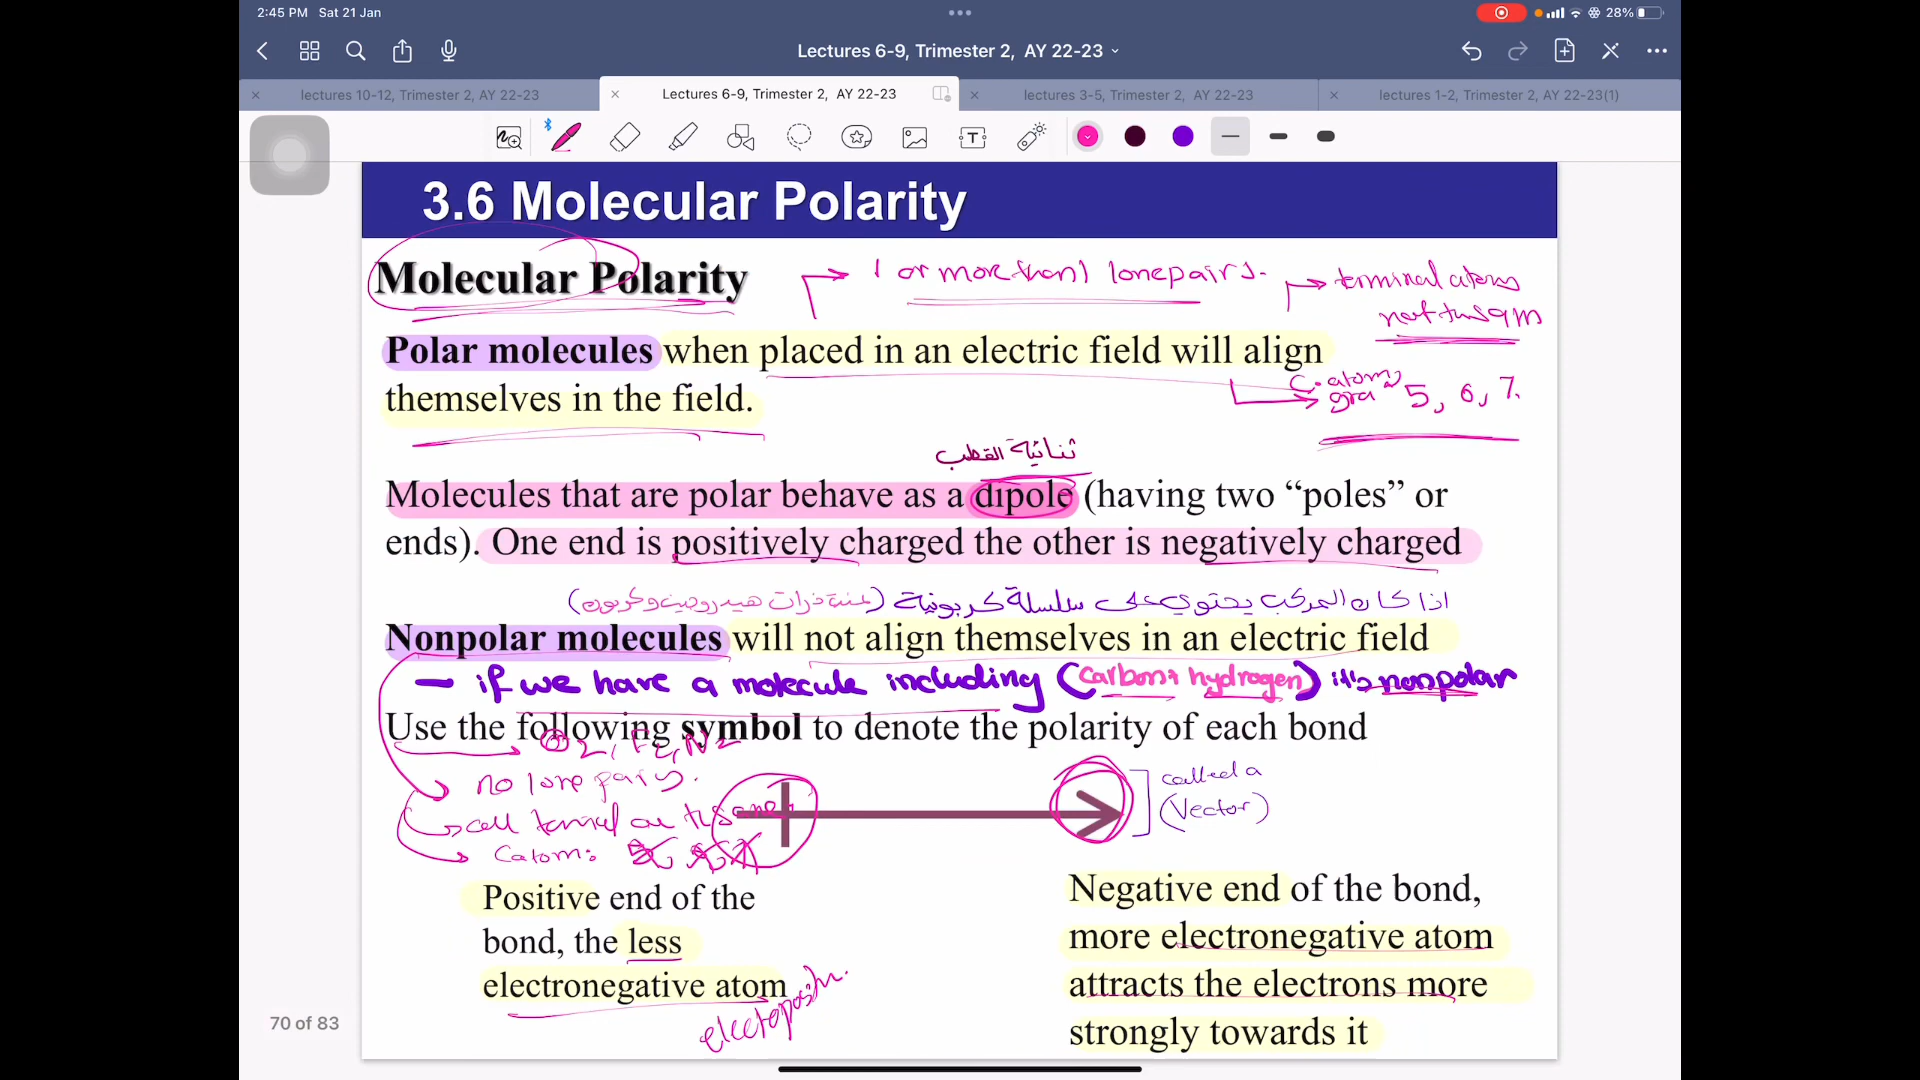 2:45 PM Sat 21 Jan
28%
Lectures 6-9, Trimester 2, AY 22-23
lectures 10-12, Trimester 2, AY 22-23
Lectures 6-9, Trimester 2, AY 22-23
lectures 3-5, Trimester 2, AY 22-23
lectures 1-2, Trimester 2, AY 22-23(1)
3.6 Molecular Polarity
Molecular Polarity
1 or more than 1 lone pairs.
terminal atoms
Polar molecules when placed in an electric field will align
themselves in the field.
C. atom
5, 6, 7.
ثنائية القطب
Molecules that are polar behave as a dipole (having two “poles” or
ends). One end is positively charged the other is negatively charged
اذا كان المركب يحتوي على سلسلة كربونية
Nonpolar molecules will not align themselves in an electric field
- if we have a molecule including (carbon + hydrogen) it's nonpolar
Use the following symbol to denote the polarity of each bond
O2, F2, N2
no lone pairs.
called a
(Vector)
C atom:
Positive end of the
bond, the less
electronegative atom
Negative end of the bond,
more electronegative atom
attracts the electrons more
strongly towards it
70 of 83